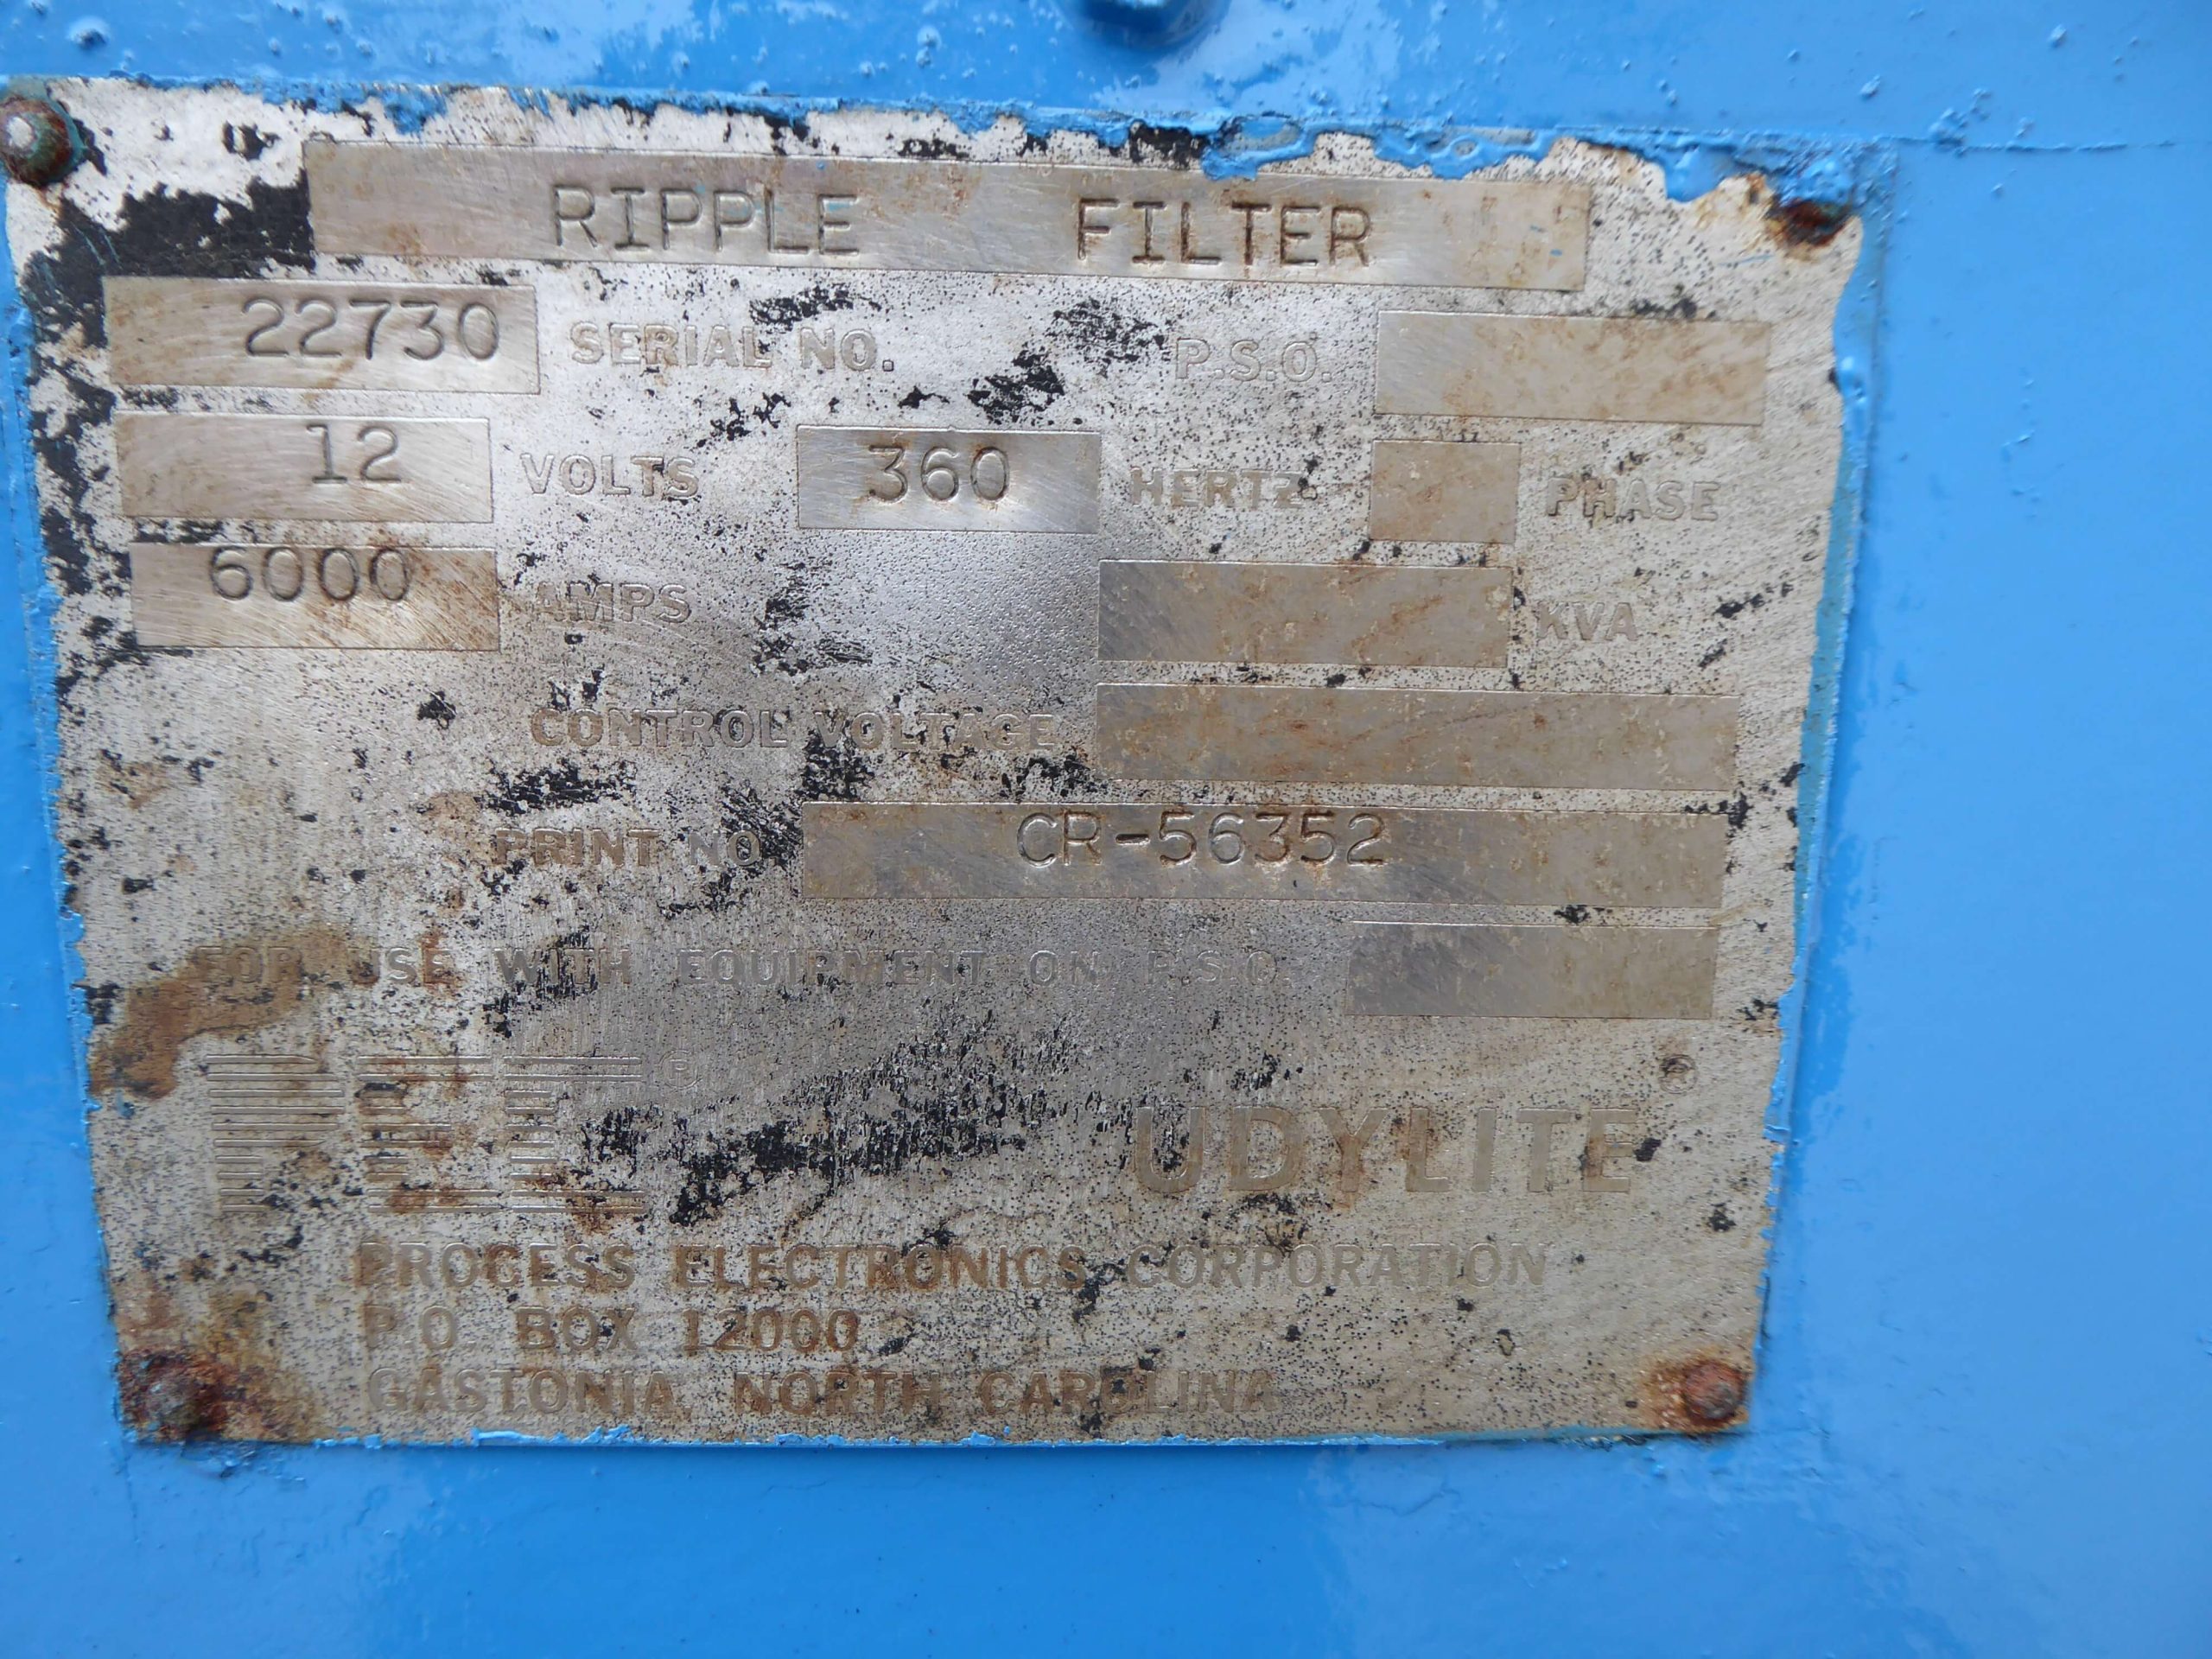 RIPPLE FILTER
22730 SERIAL NO. P.S.O.
12 VOLTS 360 HERTZ PHASE
6000 AMPS KVA
CONTROL VOLTAGE
PRINT NO. CR-56352
FOR USE WITH EQUIPMENT ON P.S.O.
®
UDYLITE®
PROCESS ELECTRONICS CORPORATION
P.O. BOX 12000
GASTONIA, NORTH CAROLINA